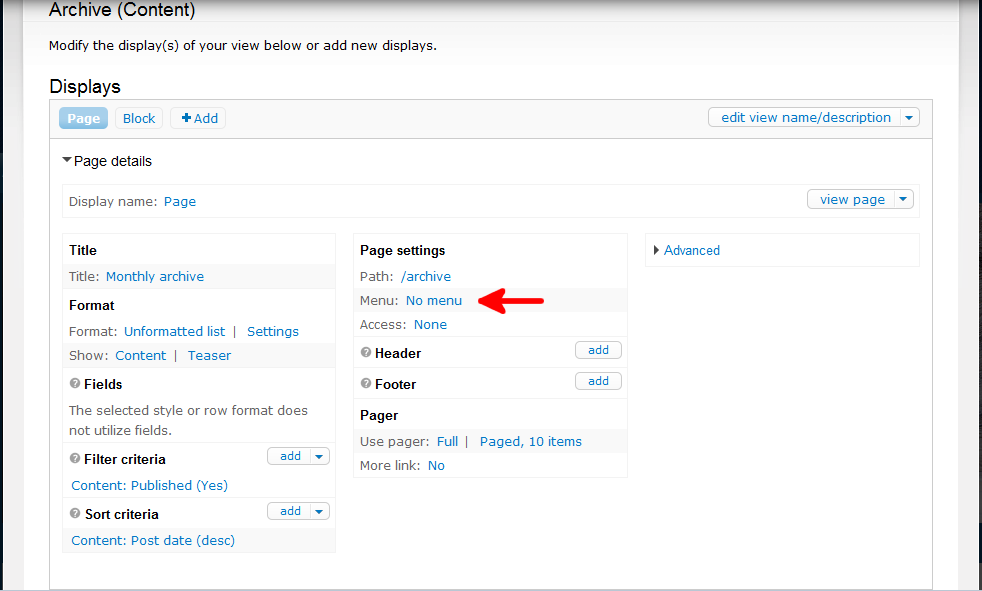 Archive (Content)
Modify the display(s) of your view below or add new displays.
Displays
Page Block Add edit view name/description
Page details
Display name: Page view page
Title
Title: Monthly archive
Format
Format: Unformatted list | Settings
Show: Content | Teaser
? Fields
The selected style or row format does
not utilize fields.
? Filter criteria add
Content: Published (Yes)
? Sort criteria add
Content: Post date (desc)
Page settings
Path: /archive
Menu: No menu
Access: None
? Header add
? Footer add
Pager
Use pager: Full | Paged, 10 items
More link: No
Advanced